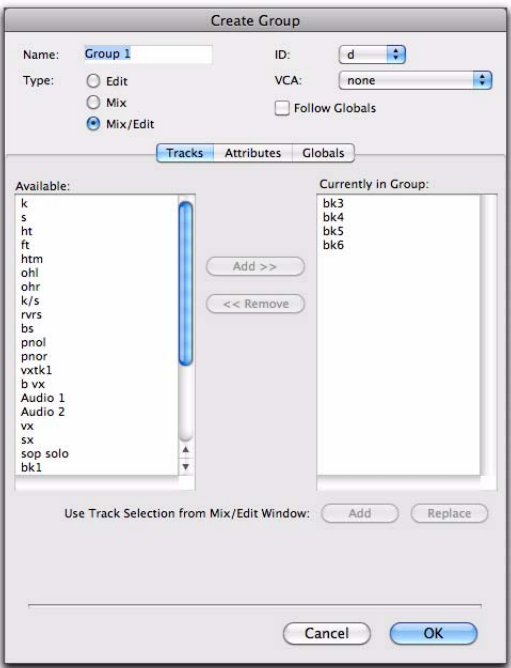 Create Group
Name: Group 1 ID: d
Type: Edit VCA: none
Mix Follow Globals
Mix/Edit
Tracks Attributes Globals
Available: Currently in Group:
k bk3
s bk4
ht bk5
ft bk6
htm
ohl
ohr
k/s
rvrs
bs
pnol
pnor
vxtk1
b vx
Audio 1
Audio 2
vx
sx
sop solo
bk1
Add >>
<< Remove
Use Track Selection from Mix/Edit Window: Add Replace
Cancel OK